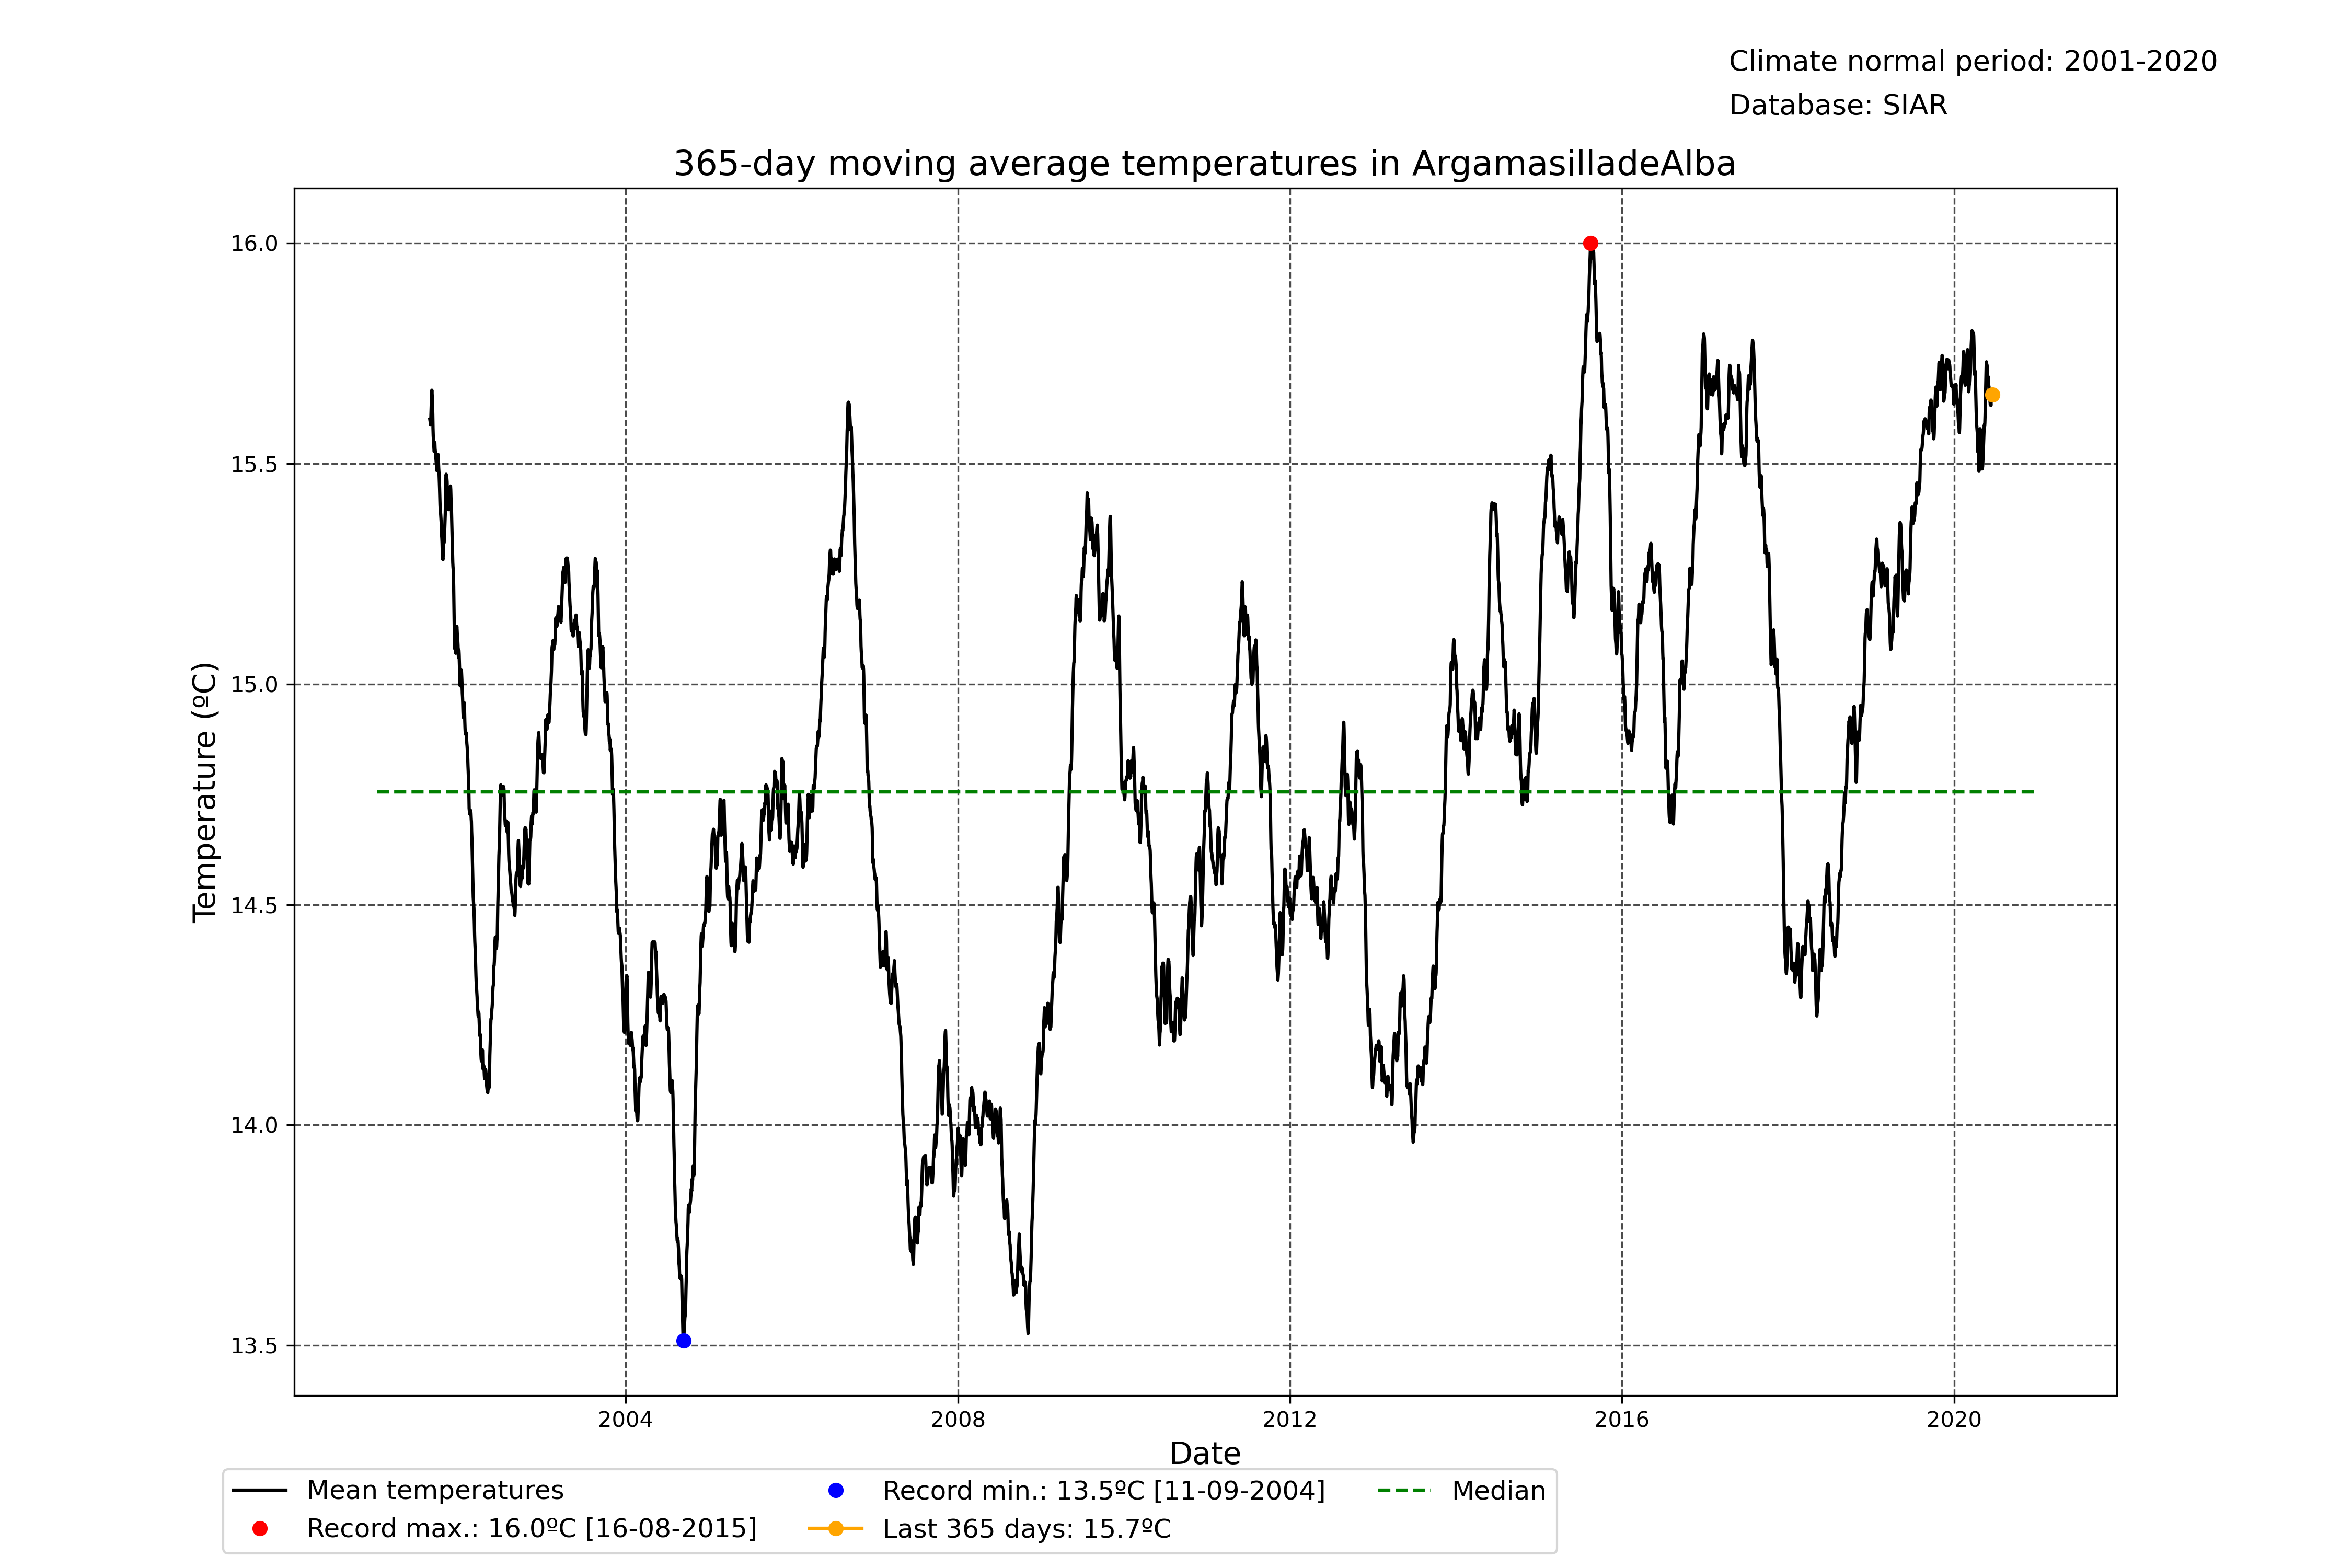 Climate normal period: 2001-2020
Database: SIAR
365-day moving average temperatures in ArgamasilladeAlba
16.0
15.5
15.0
14.5
14.0
13.5
Temperature (ºC)
2004 2008 2012 2016 2020
Date
Mean temperatures
Record max.: 16.0ºC [16-08-2015]
Record min.: 13.5ºC [11-09-2004]
Last 365 days: 15.7ºC
Median